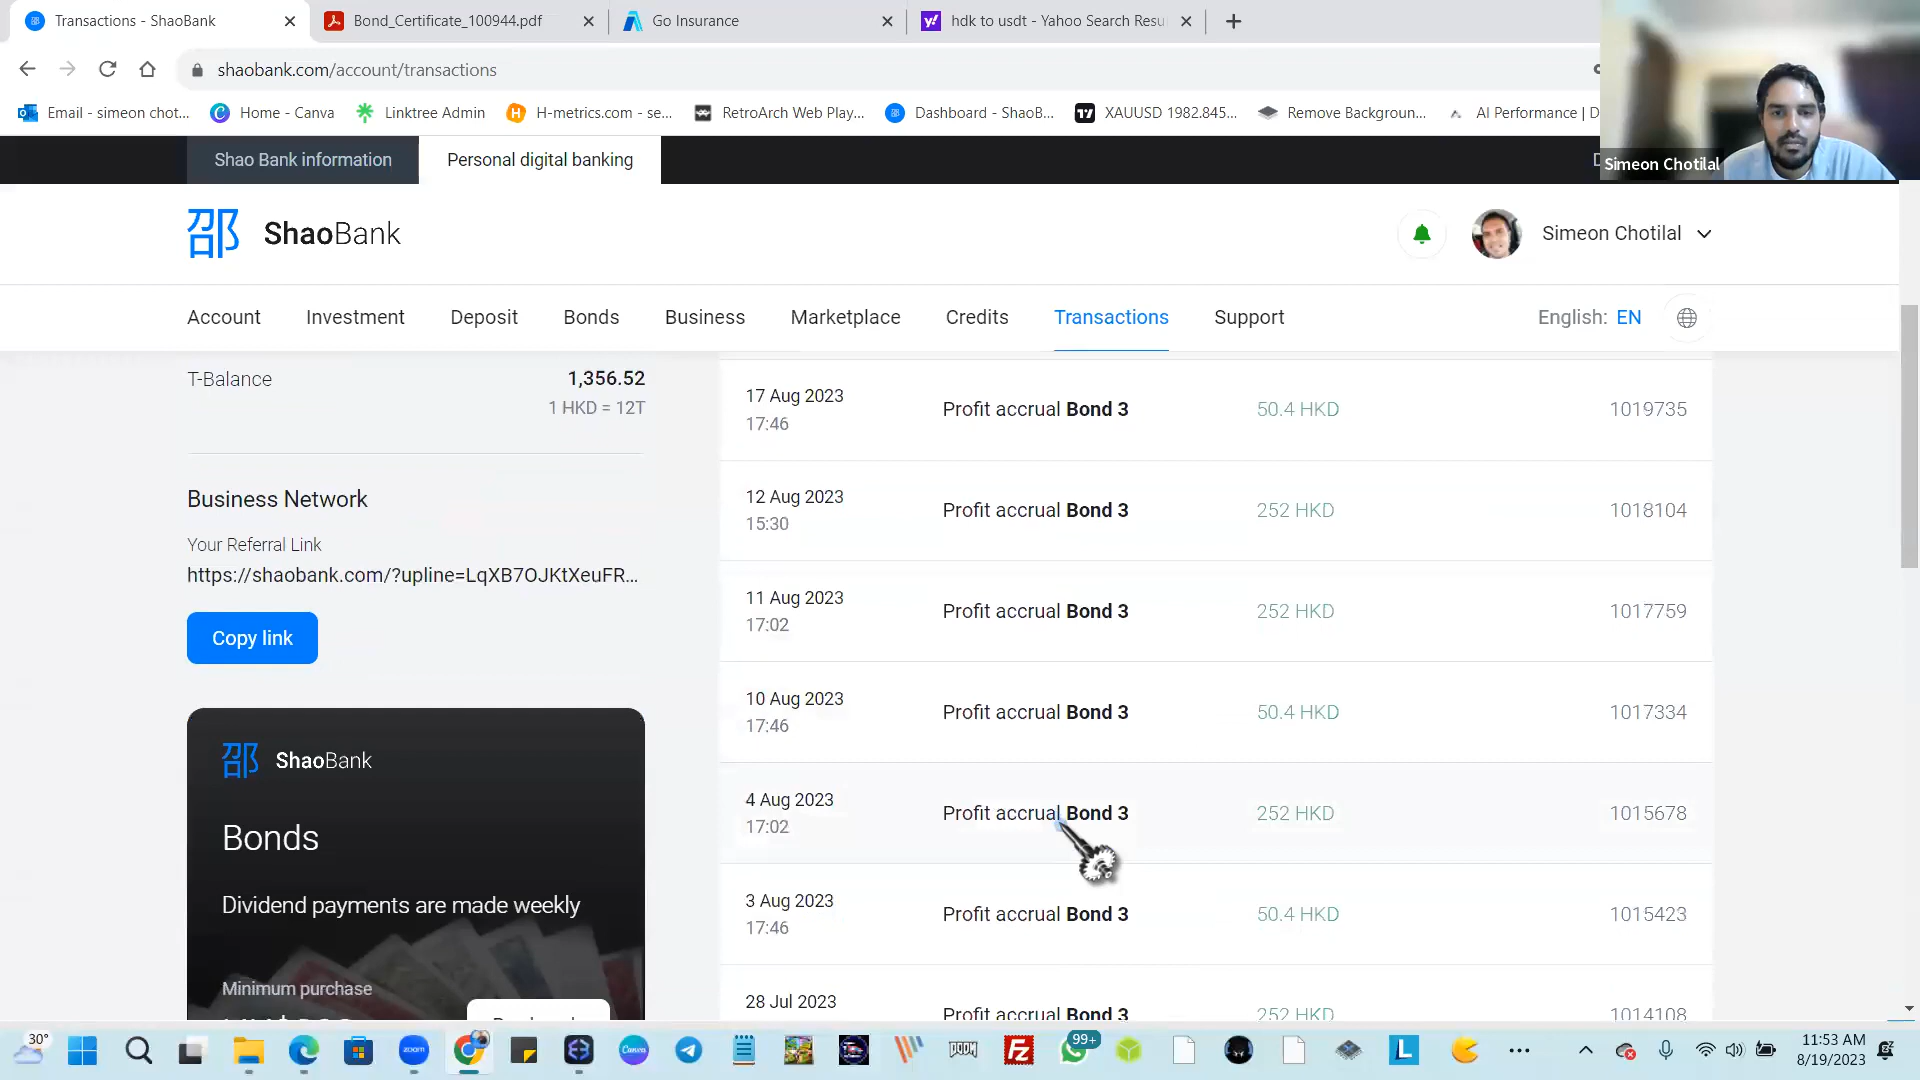 Transactions - ShaoBank
Bond_Certificate_100944.pdf
Go Insurance
hdk to usdt - Yahoo Search Resu
shaobank.com/account/transactions
Email - simeon chot...
Home - Canva
Linktree Admin
H-metrics.com - se...
RetroArch Web Play...
Dashboard - ShaoB...
XAUUSD 1982.845...
Remove Backgroun...
AI Performance | D
Simeon Chotilal
Shao Bank information
Personal digital banking
邵 ShaoBank
Simeon Chotilal
Account
Investment
Deposit
Bonds
Business
Marketplace
Credits
Transactions
Support
English: EN
T-Balance
1,356.52
1 HKD = 12T
Business Network
Your Referral Link
https://shaobank.com/?upline=LqXB7OJKtXeuFR...
Copy link
邵 ShaoBank
Bonds
Dividend payments are made weekly
Minimum purchase
17 Aug 2023
17:46
Profit accrual Bond 3
50.4 HKD
1019735
12 Aug 2023
15:30
Profit accrual Bond 3
252 HKD
1018104
11 Aug 2023
17:02
Profit accrual Bond 3
252 HKD
1017759
10 Aug 2023
17:46
Profit accrual Bond 3
50.4 HKD
1017334
4 Aug 2023
17:02
Profit accrual Bond 3
252 HKD
1015678
3 Aug 2023
17:46
Profit accrual Bond 3
50.4 HKD
1015423
28 Jul 2023
Profit accrual Bond 3
252 HKD
1014108
30°
zoom
Canva
DOOM
99+
L
11:53 AM
8/19/2023